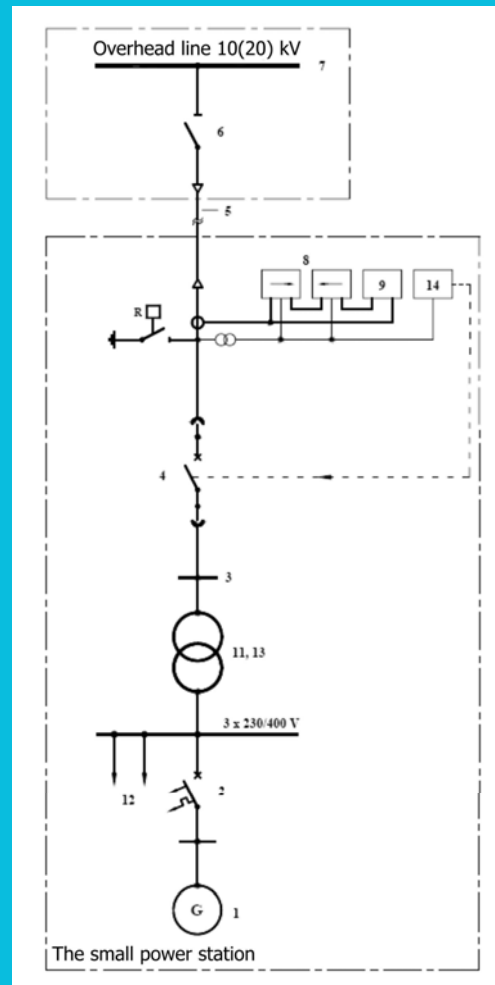 Overhead line 10(20) kV
7
6
5
8
9
14
R
4
3
11, 13
3 x 230/400 V
12
2
G
1
The small power station